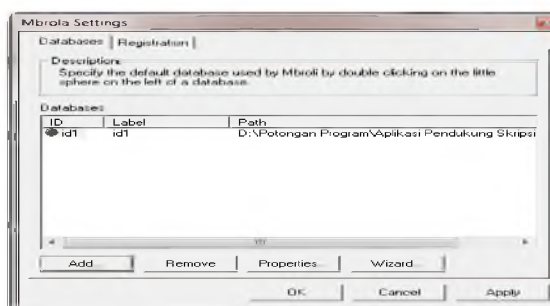 Mbrola Settings
Databases Registration
Description:
Specify the default database used by Mbroli by double clicking on the little
sphere on the left of a database.
Databases
ID Label Path
id1 id1 D:\Potongan Program\Aplikasi Pendukung Skripsi
Add... Remove Properties... Wizard...
OK Cancel Apply